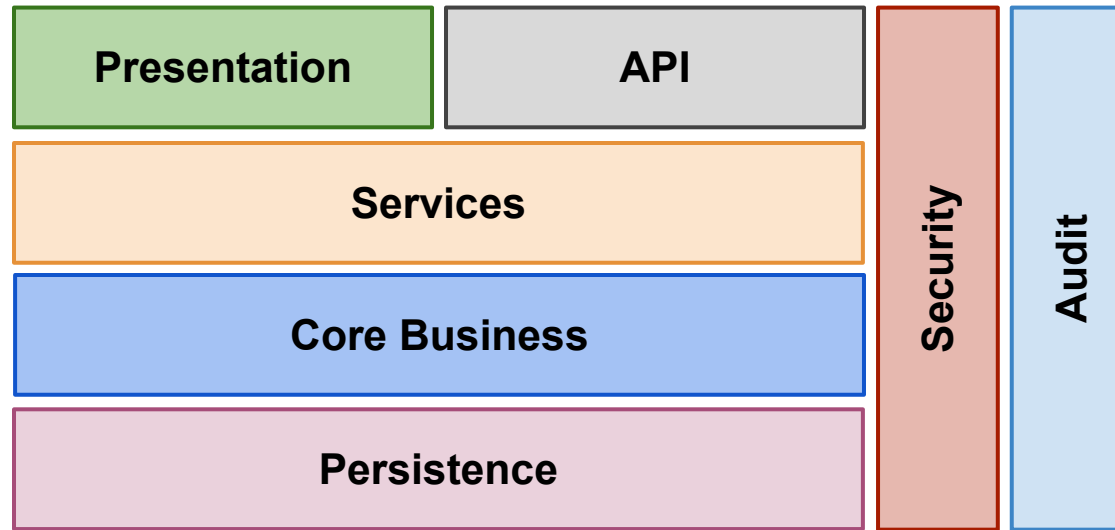 Presentation
API
Services
Core Business
Persistence
Security
Audit